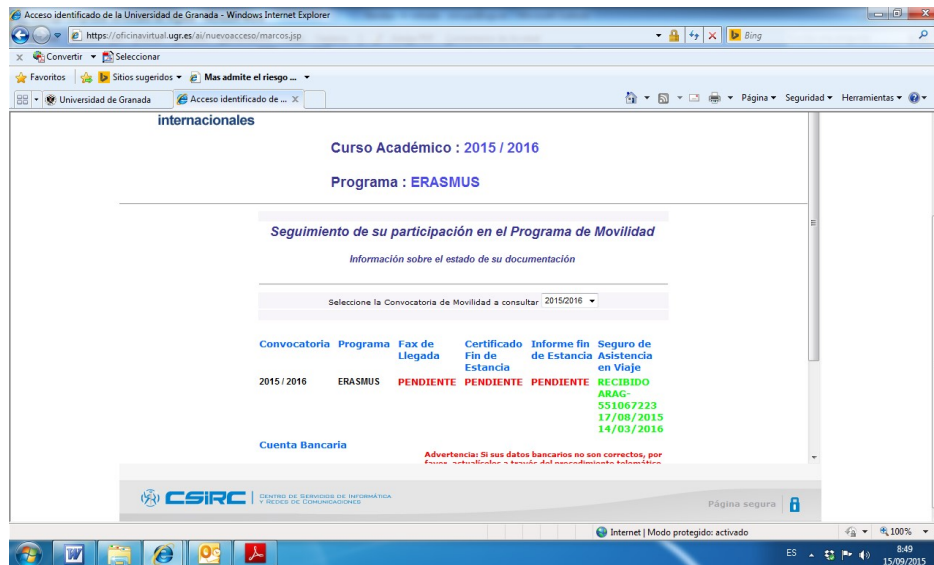 Acceso identificado de la Universidad de Granada - Windows Internet Explorer
https://oficinavirtual.ugr.es/ai/nuevoacceso/marcos.jsp
Bing
x Convertir Seleccionar
Favoritos Sitios sugeridos Mas admite el riesgo ...
Universidad de Granada Acceso identificado de ... X Página Seguridad Herramientas
internacionales
Curso Académico : 2015 / 2016
Programa : ERASMUS
Seguimiento de su participación en el Programa de Movilidad
Información sobre el estado de su documentación
Seleccione la Convocatoria de Movilidad a consultar 2015/2016
Convocatoria Programa Fax de Certificado Informe fin Seguro de
Llegada Fin de de Estancia Asistencia
Estancia en Viaje
2015 / 2016 ERASMUS PENDIENTE PENDIENTE PENDIENTE RECIBIDO
ARAG-
551067223
17/08/2015
14/03/2016
Cuenta Bancaria
Advertencia: Si sus datos bancarios no son correctos, por
favor, actualícelos a través del procedimiento telemático
CSIRC CENTRO DE SERVICIOS DE INFORMÁTICA
Y REDES DE COMUNICACIONES
Página segura
Internet | Modo protegido: activado 100%
ES 8:49
15/09/2015